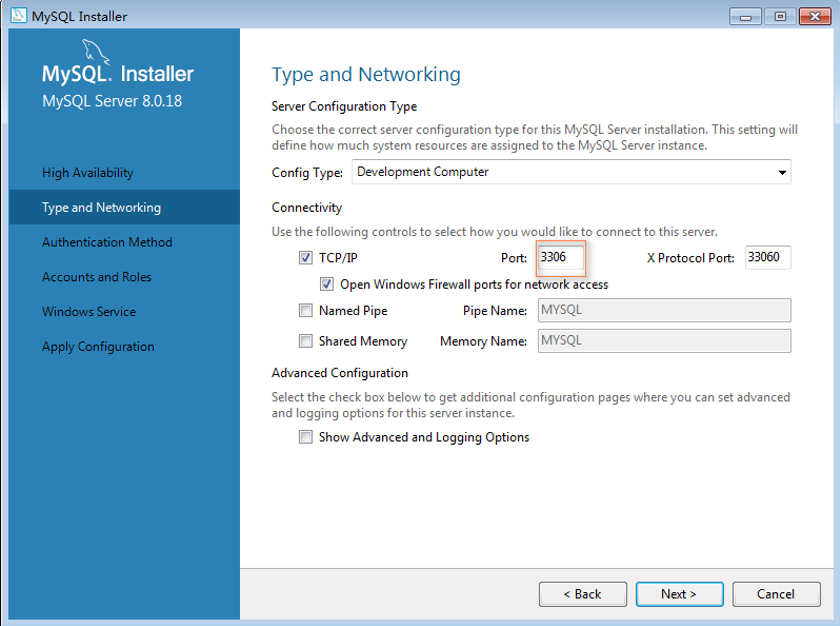 MySQL Installer
MySQL. Installer
MySQL Server 8.0.18
High Availability
Type and Networking
Authentication Method
Accounts and Roles
Windows Service
Apply Configuration
Type and Networking
Server Configuration Type
Choose the correct server configuration type for this MySQL Server installation. This setting will
define how much system resources are assigned to the MySQL Server instance.
Config Type: Development Computer
Connectivity
Use the following controls to select how you would like to connect to this server.
TCP/IP Port: 3306 X Protocol Port: 33060
Open Windows Firewall ports for network access
Named Pipe Pipe Name: MYSQL
Shared Memory Memory Name: MYSQL
Advanced Configuration
Select the check box below to get additional configuration pages where you can set advanced
and logging options for this server instance.
Show Advanced and Logging Options
< Back Next > Cancel